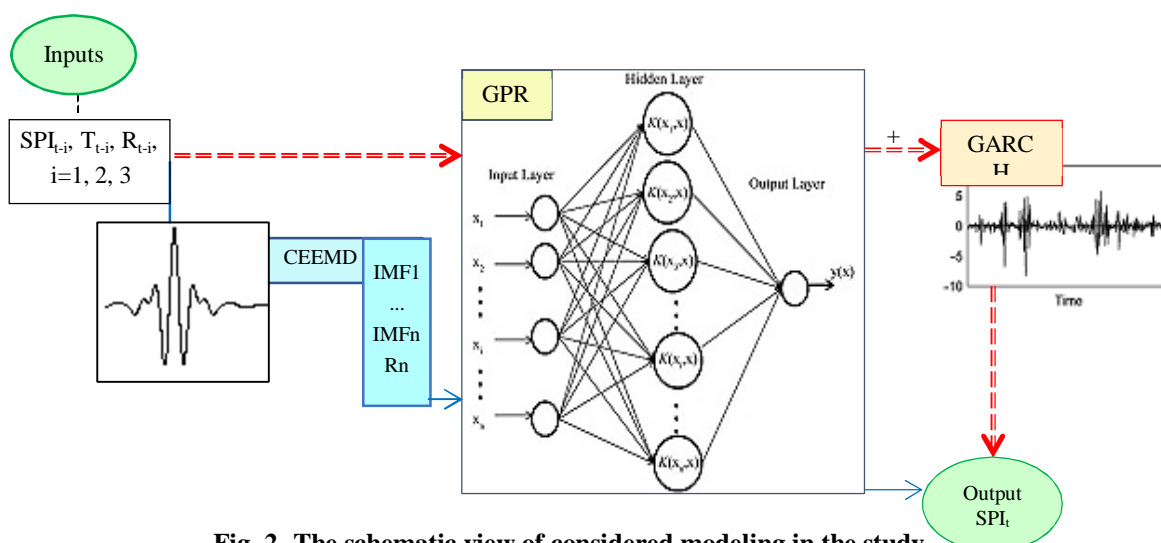 Inputs
SPIt-i, Tt-i, Rt-i,
i=1, 2, 3
CEEMD
IMF1
...
IMFn
Rn
GPR
Hidden Layer
Input Layer
Output Layer
x1
x2
xi
xn
K(x1,x)
K(x2,x)
K(x3,x)
K(xi,x)
K(xn,x)
y(x)
+
GARC
H
5
0
-5
-10
Time
Output
SPIt
Fig. 2. The schematic view of considered modeling in the study